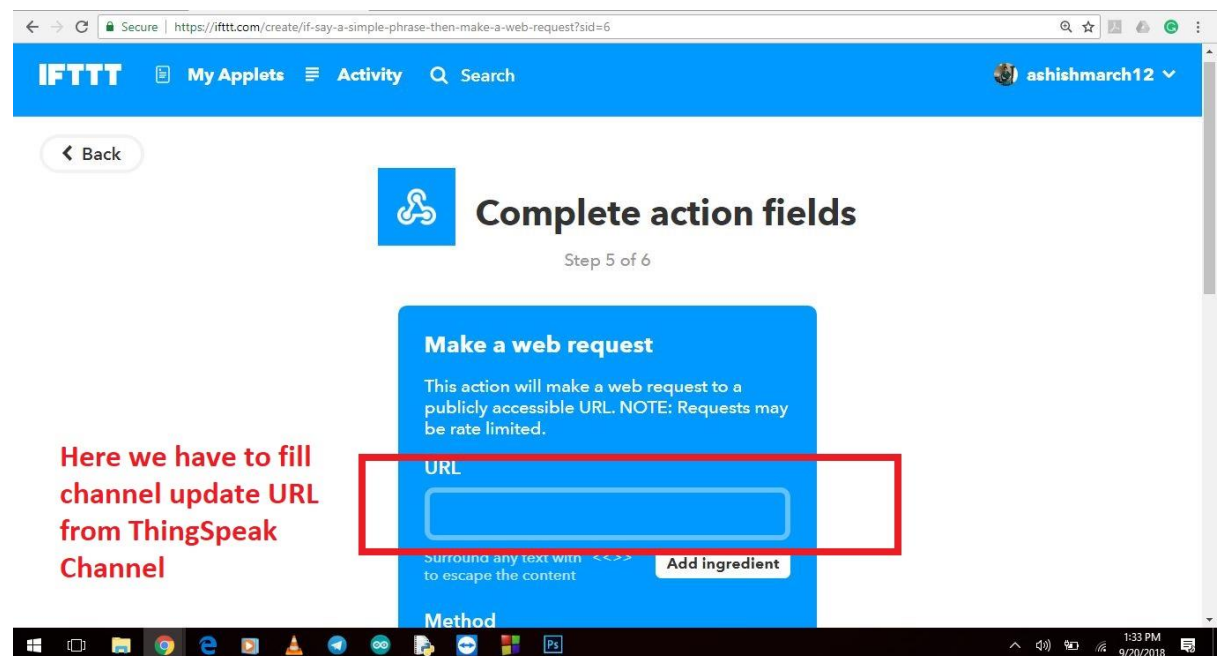 Secure | https://ifttt.com/create/if-say-a-simple-phrase-then-make-a-web-request?sid=6
IFTTT My Applets Activity Search ashishmarch12
Back
Complete action fields
Step 5 of 6
Make a web request
This action will make a web request to a
publicly accessible URL. NOTE: Requests may
be rate limited.
Here we have to fill
channel update URL
from ThingSpeak
Channel
URL
Surround any text with "<<<" and ">>>"
to escape the content
Add ingredient
Method
Ps
1:33 PM
9/20/2018